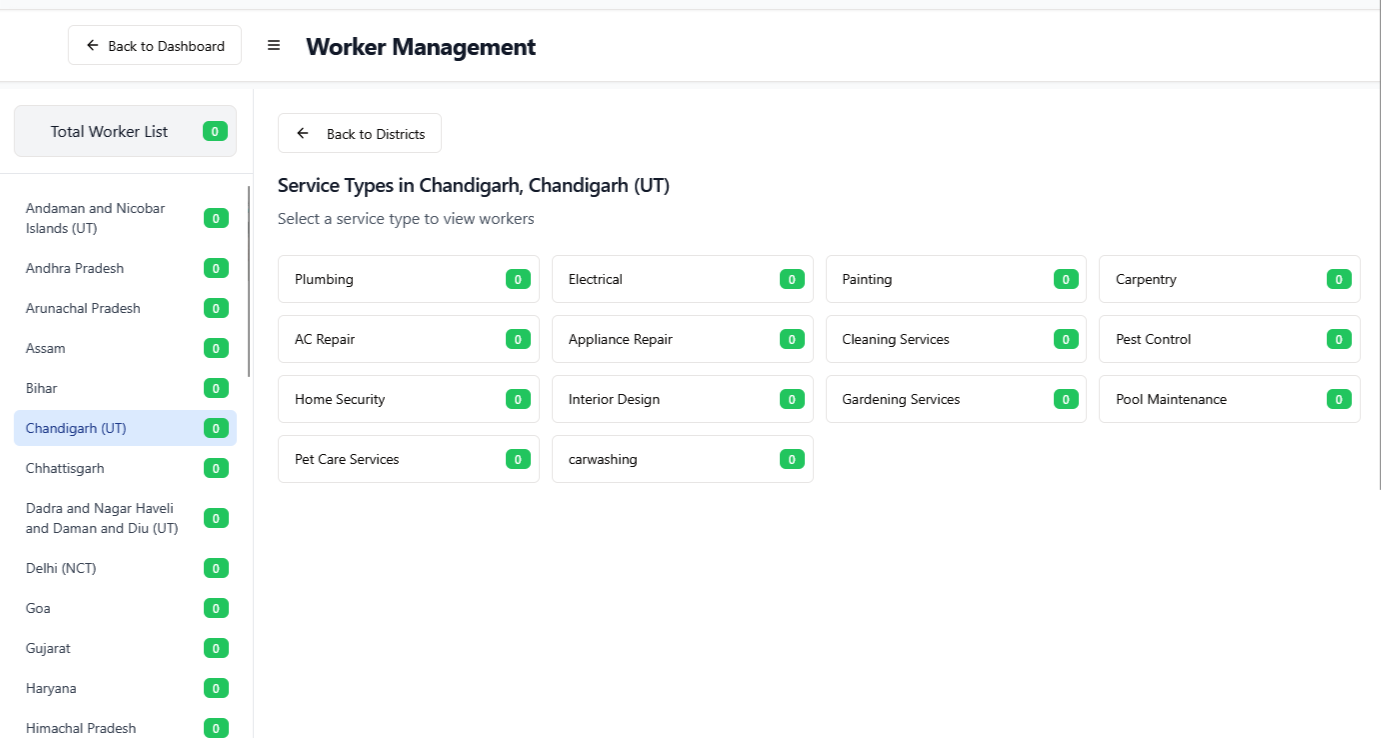 Back to Dashboard
Worker Management
Total Worker List 0
Andaman and Nicobar
Islands (UT) 0
Andhra Pradesh 0
Arunachal Pradesh 0
Assam 0
Bihar 0
Chandigarh (UT) 0
Chhattisgarh 0
Dadra and Nagar Haveli
and Daman and Diu (UT) 0
Delhi (NCT) 0
Goa 0
Gujarat 0
Haryana 0
Himachal Pradesh 0
Back to Districts
Service Types in Chandigarh, Chandigarh (UT)
Select a service type to view workers
Plumbing 0
Electrical 0
Painting 0
Carpentry 0
AC Repair 0
Appliance Repair 0
Cleaning Services 0
Pest Control 0
Home Security 0
Interior Design 0
Gardening Services 0
Pool Maintenance 0
Pet Care Services 0
carwashing 0